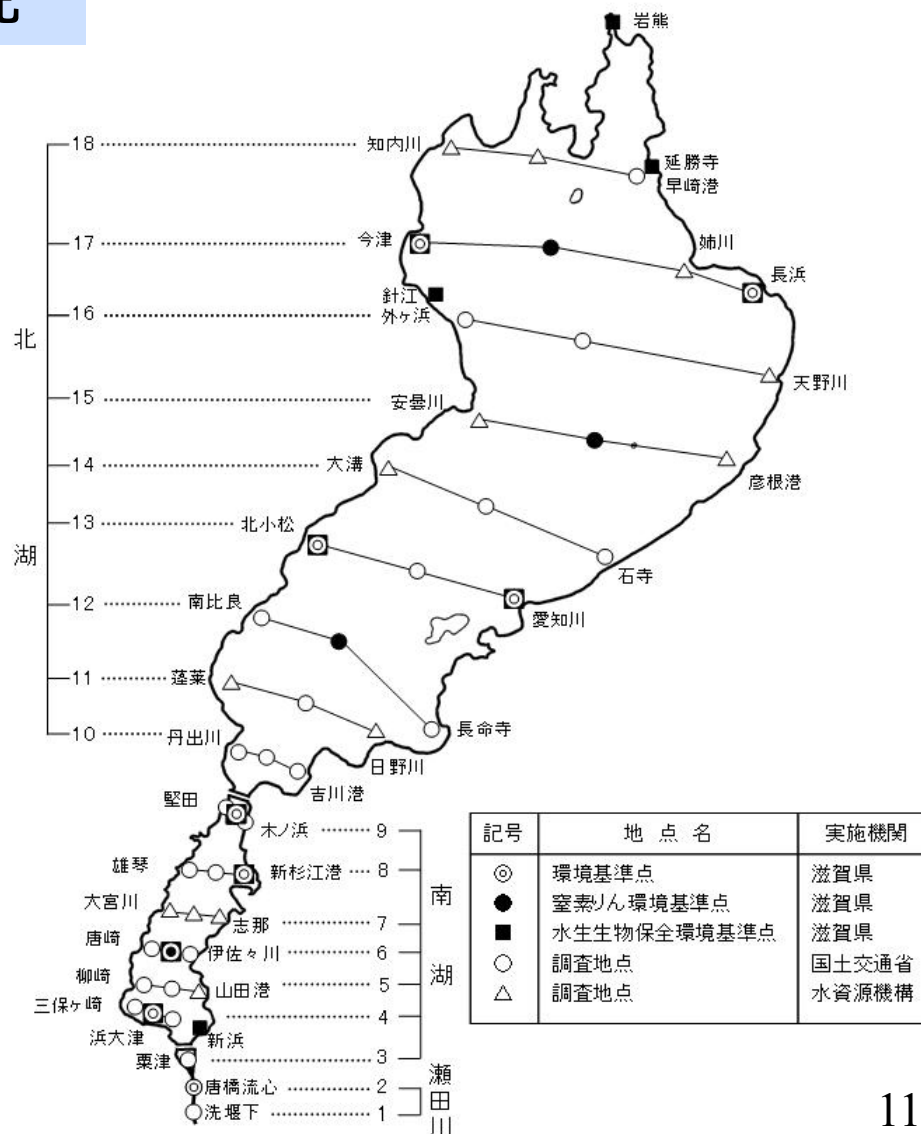 岩熊
18 知内川
延勝寺
早崎港
17 今津
姉川
長浜
針江
16 外ヶ浜
北
天野川
15 安曇川
14 大溝
彦根港
13 北小松
湖
石寺
12 南比良
愛知川
11 蓬莱
10 丹出川
長命寺
日野川
吉川港
堅田
木ノ浜 9
雄琴 新杉江港 8
南
大宮川
志那 7
唐崎 伊佐々川 6
湖
柳崎 山田港 5
三保ヶ崎 4
浜大津 新浜
粟津 3
瀬田川
唐橋流心 2
洗堰下 1
記号 地点名 実施機関
◎ 環境基準点 滋賀県
● 窒素りん環境基準点 滋賀県
■ 水生生物保全環境基準点 滋賀県
○ 調査地点 国土交通省
△ 調査地点 水資源機構
11